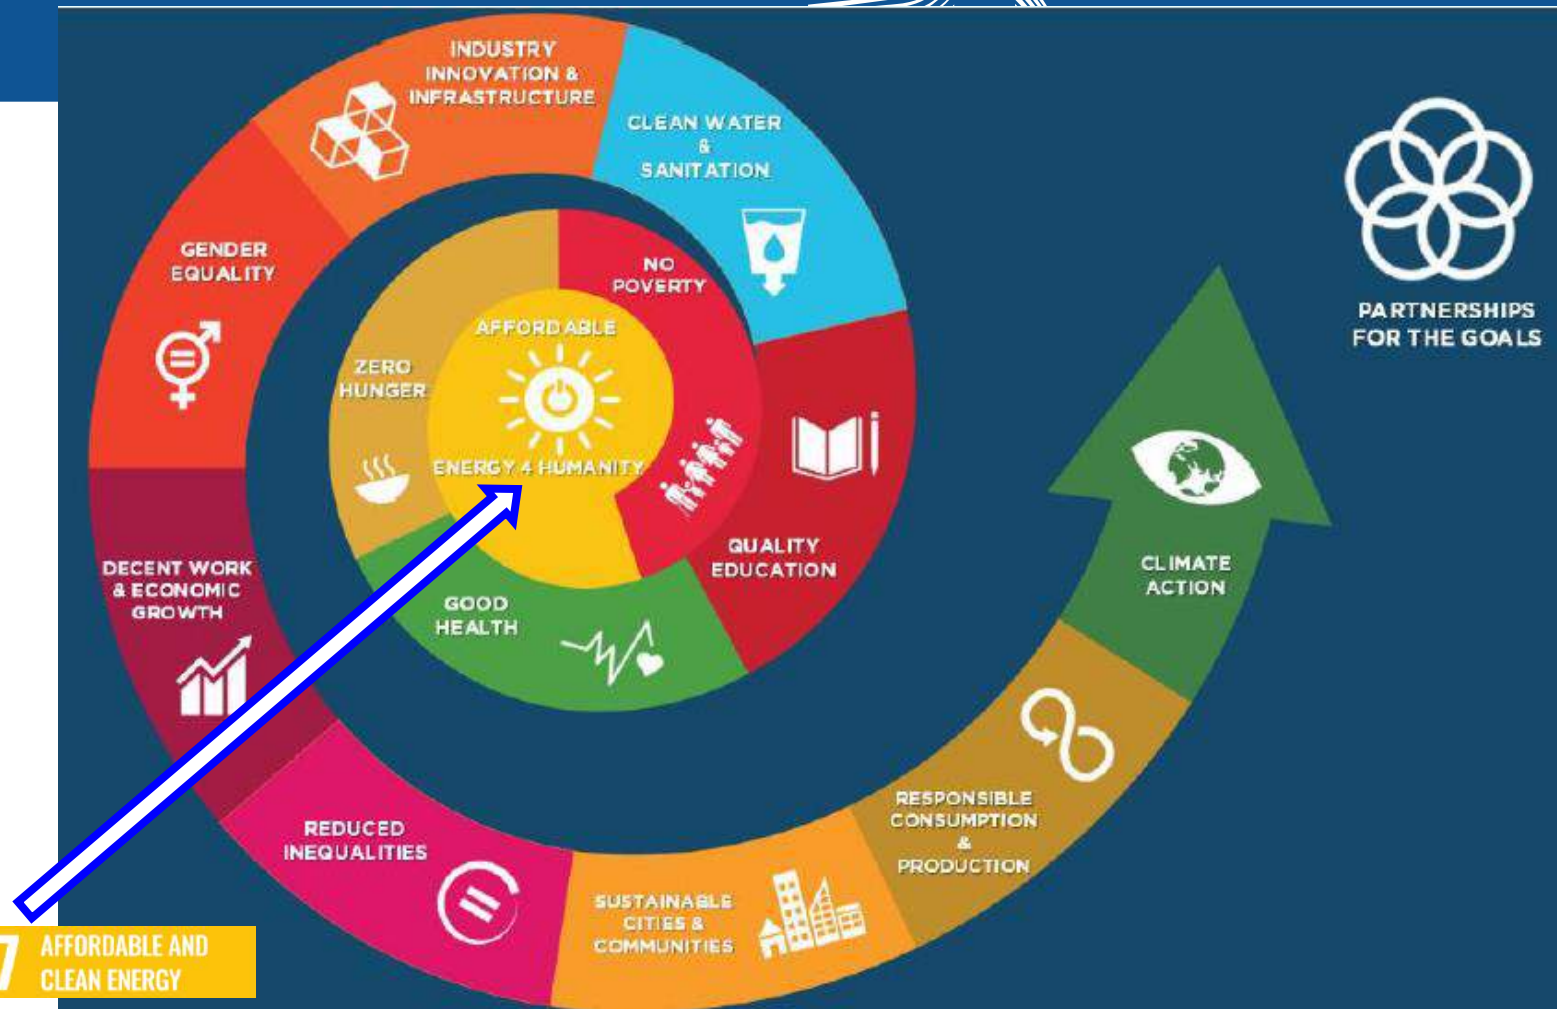 INDUSTRY
INNOVATION &
INFRASTRUCTURE
CLEAN WATER
&
SANITATION
GENDER
EQUALITY
NO
POVERTY
PARTNERSHIPS
FOR THE GOALS
AFFORDABLE
ZERO
HUNGER
ENERGY 4 HUMANITY
QUALITY
EDUCATION
CLIMATE
ACTION
DECENT WORK
& ECONOMIC
GROWTH
GOOD
HEALTH
RESPONSIBLE
CONSUMPTION
&
PRODUCTION
REDUCED
INEQUALITIES
SUSTAINABLE
CITIES &
COMMUNITIES
7 AFFORDABLE AND
CLEAN ENERGY